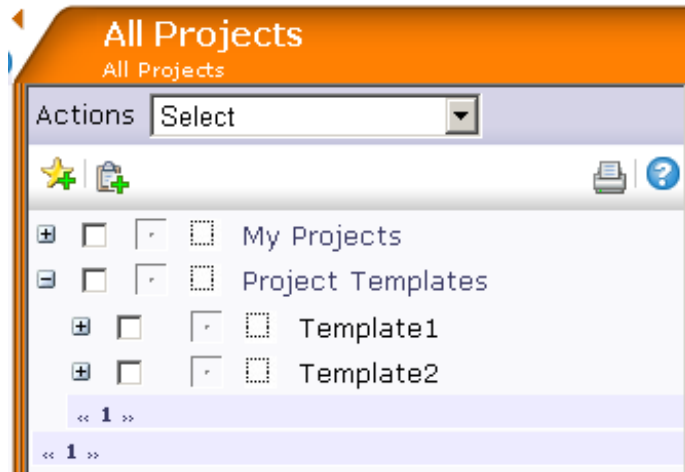 All Projects
All Projects
Actions Select
My Projects
Project Templates
Template1
Template2
« 1 »
« 1 »